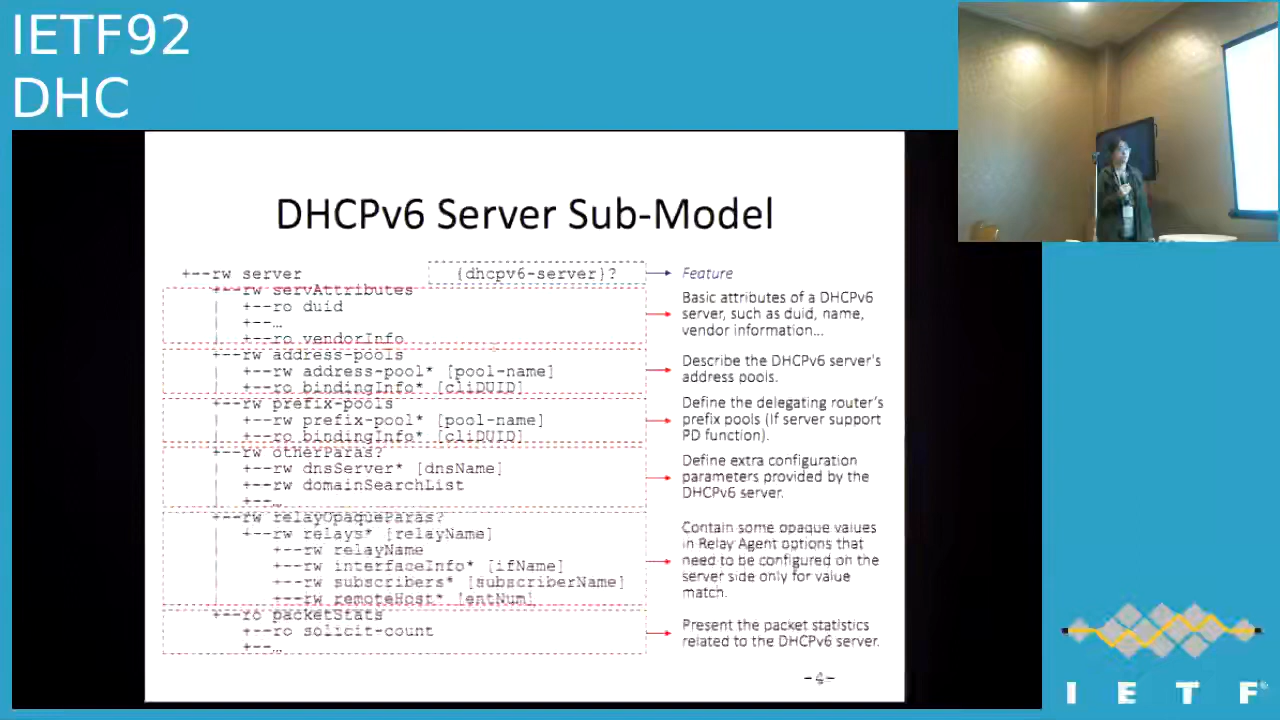 IETF92
DHC
DHCPv6 Server Sub-Model
+--rw server {dhcpv6-server}? Feature
+--rw servAttributes
+--ro duid
+--…
+--ro vendorInfo
Basic attributes of a DHCPv6
server, such as duid, name,
vendor information...
+--rw address-pools
+--rw address-pool* [pool-name]
+--ro bindingInfo* [cliDUID]
Describe the DHCPv6 server's
address pools.
+--rw prefix-pools
+--rw prefix-pool* [pool-name]
+--ro bindingInfo* [cliDUID]
Define the delegating router's
prefix pools (If server support
PD function).
+--rw otherParas?
+--rw dnsServer* [dnsName]
+--rw domainSearchList
+--…
Define extra configuration
parameters provided by the
DHCPv6 server.
+--rw relayOpaqueParas?
+--rw relays* [relayName]
+--rw relayName
+--rw interfaceInfo* [ifName]
+--rw subscribers* [subscriberName]
+--rw remoteHost* [entNum]
Contain some opaque values
in Relay Agent options that
need to be configured on the
server side only for value
match.
+--ro packetStats
+--ro solicit-count
+--…
Present the packet statistics
related to the DHCPv6 server.
-4-
I E T F®